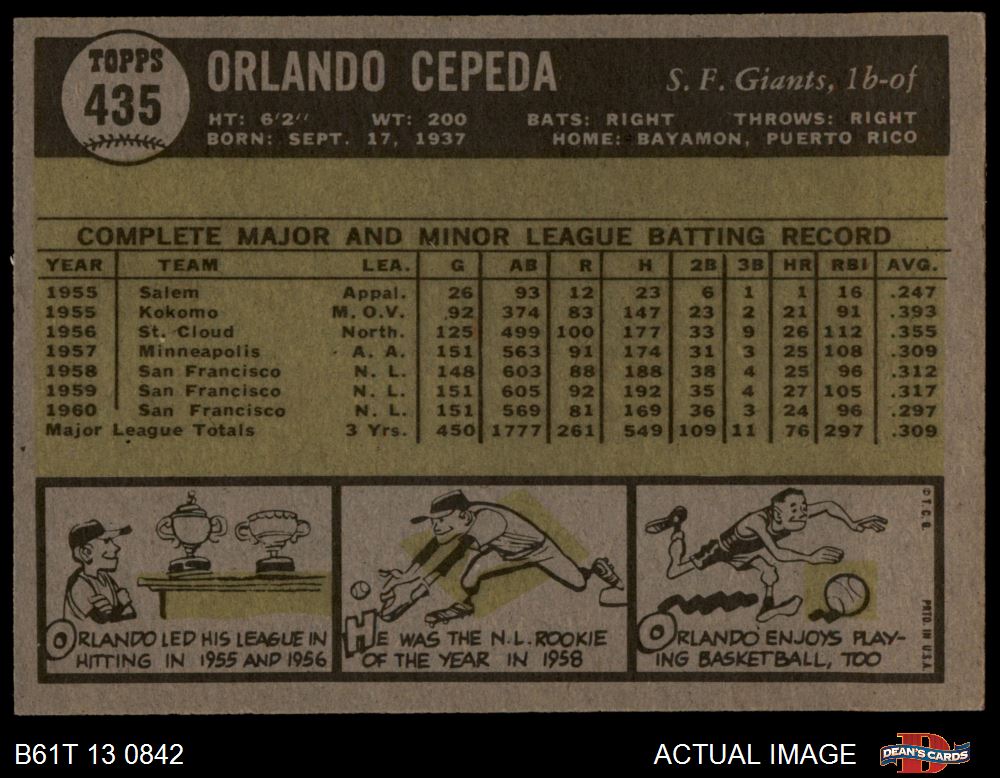 TOPPS
435
ORLANDO CEPEDA
S. F. Giants, 1b-of
HT: 6'2" WT: 200 BATS: RIGHT THROWS: RIGHT
BORN: SEPT. 17, 1937 HOME: BAYAMON, PUERTO RICO
COMPLETE MAJOR AND MINOR LEAGUE BATTING RECORD
YEAR TEAM LEA. G AB R H 2B 3B HR RBI AVG.
1955 Salem Appal. 26 93 12 23 6 1 1 16 .247
1955 Kokomo M. O. V. 92 374 83 147 23 2 21 91 .393
1956 St. Cloud North. 125 499 100 177 33 9 26 112 .355
1957 Minneapolis A. A. 151 563 91 174 31 3 25 108 .309
1958 San Francisco N. L. 148 603 88 188 38 4 25 96 .312
1959 San Francisco N. L. 151 605 92 192 35 4 27 105 .317
1960 San Francisco N. L. 151 569 81 169 36 3 24 96 .297
Major League Totals 3 Yrs. 450 1777 261 549 109 11 76 297 .309
ORLANDO LED HIS LEAGUE IN
HITTING IN 1955 AND 1956
HE WAS THE N.L. ROOKIE
OF THE YEAR IN 1958
ORLANDO ENJOYS PLAY-
ING BASKETBALL, TOO
© T. C. G.
PRTD. IN U.S.A.
B61T 13 0842
ACTUAL IMAGE
DEAN'S CARDS